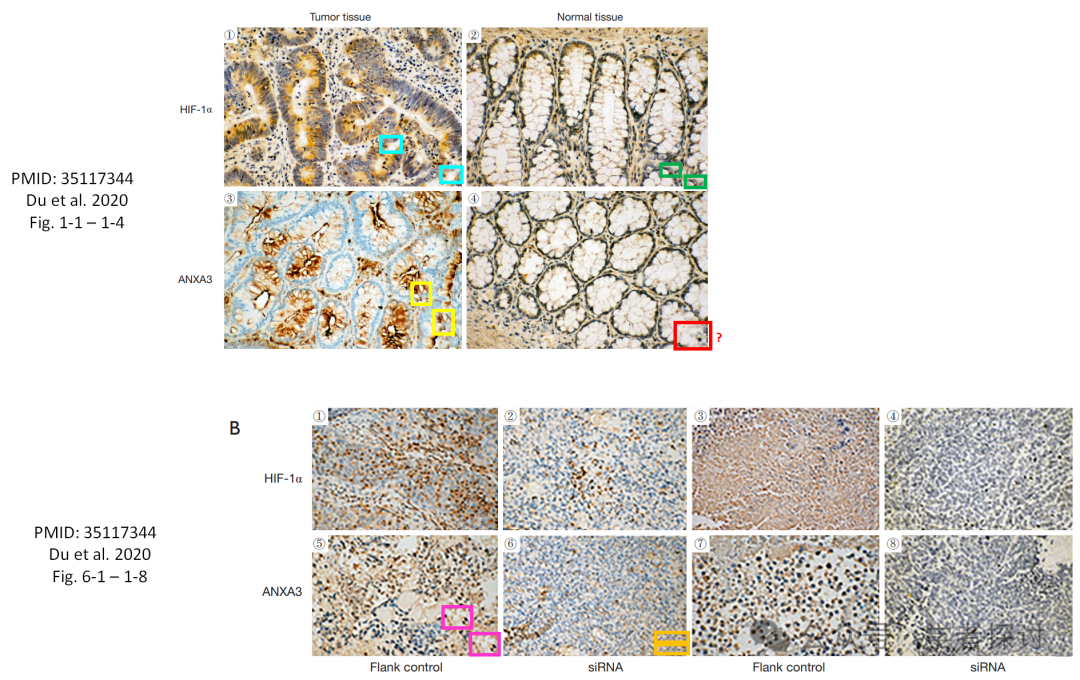 Tumor tissue
Normal tissue
①
②
HIF-1α
PMID: 35117344
Du et al. 2020
Fig. 1-1 – 1-4
③
④
ANXA3
?
B
①
②
③
④
HIF-1α
PMID: 35117344
Du et al. 2020
Fig. 6-1 – 1-8
⑤
⑥
⑦
⑧
ANXA3
Flank control
siRNA
Flank control
siRNA